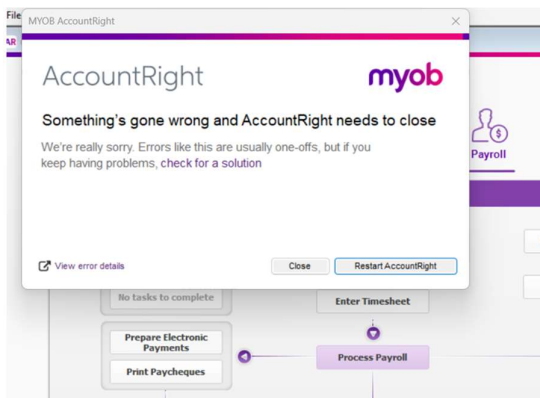 File
MYOB AccountRight
AR
AccountRight
myob
Something's gone wrong and AccountRight needs to close
We're really sorry. Errors like this are usually one-offs, but if you
keep having problems, check for a solution
Payroll
View error details
Close
Restart AccountRight
No tasks to complete
Enter Timesheet
Prepare Electronic
Payments
Process Payroll
Print Paycheques